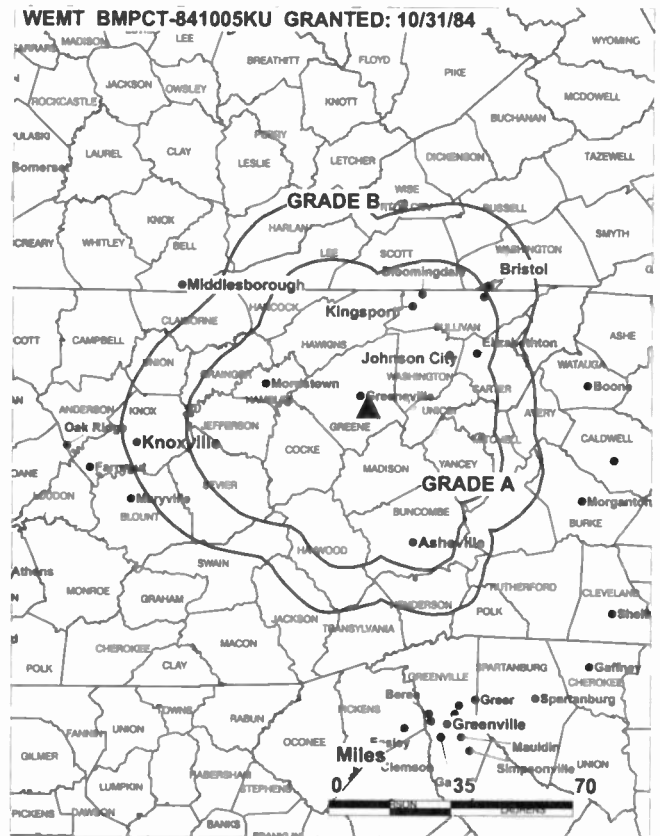 WEMT BMPCT-841005KU GRANTED: 10/31/84
MADISON
LEE
WYOMING
BREATHITT
FLOYD
PIKE
JACKSON
OWSLEY
ROCKCASTLE
KNOTT
MCDOWELL
BUCHANAN
PERRY
LAUREL
CLAY
LESLIE
LETCHER
DICKENSON
TAZEWELL
WISE
GRADE B
RUSSELL
KNOX
HARLAN
CREARY
WHITLEY
BELL
LEE
SCOTT
WASHINGTON
SMYTH
Bloomingdale
Bristol
Middlesborough
HANCOCK
Kingsport
CLAIBORNE
SULLIVAN
SCOTT
CAMPBELL
HAWKINS
Elizabethton
ASHE
UNION
Johnson City
GRAINGER
WASHINGTON
WATAUGA
Morristown
Boone
HAMBLEN
Greeneville
CARTER
ANDERSON
KNOX
JEFFERSON
GREENE
UNICOI
AVERY
Oak Ridge
Knoxville
MITCHELL
CALDWELL
COCKE
MADISON
YANCEY
Farragut
GRADE A
LOUDON
SEVIER
Maryville
BLOUNT
BUNCOMBE
Morganton
BURKE
Asheville
HAYWOOD
SWAIN
Athens
MONROE
GRAHAM
HENDERSON
RUTHERFORD
CLEVELAND
POLK
JACKSON
TRANSYLVANIA
CHEROKEE
MACON
POLK
CLAY
SPARTANBURG
Gaffney
CHEROKEE
GREENVILLE
TOWNS
RABUN
PICKENS
Berea
Greer
Spartanburg
FANNIN
UNION
OCONEE
Greenville
GILMER
Easley
Mauldin
Miles
Clemson
Simpsonville
UNION
HABERSHAM
LUMPKIN
STEPHENS
0
35
70
PICKENS
DAWSON
LAURENS
BANKS
FRANKLIN